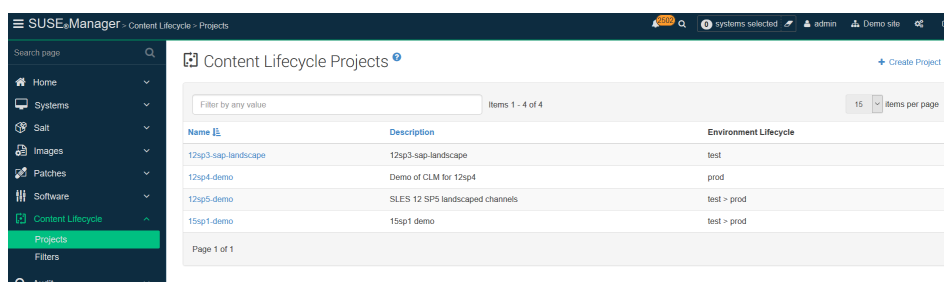 SUSE®Manager > Content Lifecycle > Projects
2502
0 systems selected
admin
Demo site
Search page
Content Lifecycle Projects ?
+ Create Project
Home
Systems
Salt
Images
Patches
Software
Content Lifecycle
Projects
Filters
Filter by any value
Items 1 - 4 of 4
15 items per page
Name Description Environment Lifecycle
12sp3-sap-landscape 12sp3-sap-landscape test
12sp4-demo Demo of CLM for 12sp4 prod
12sp5-demo SLES 12 SP5 landscaped channels test > prod
15sp1-demo 15sp1 demo test > prod
Page 1 of 1